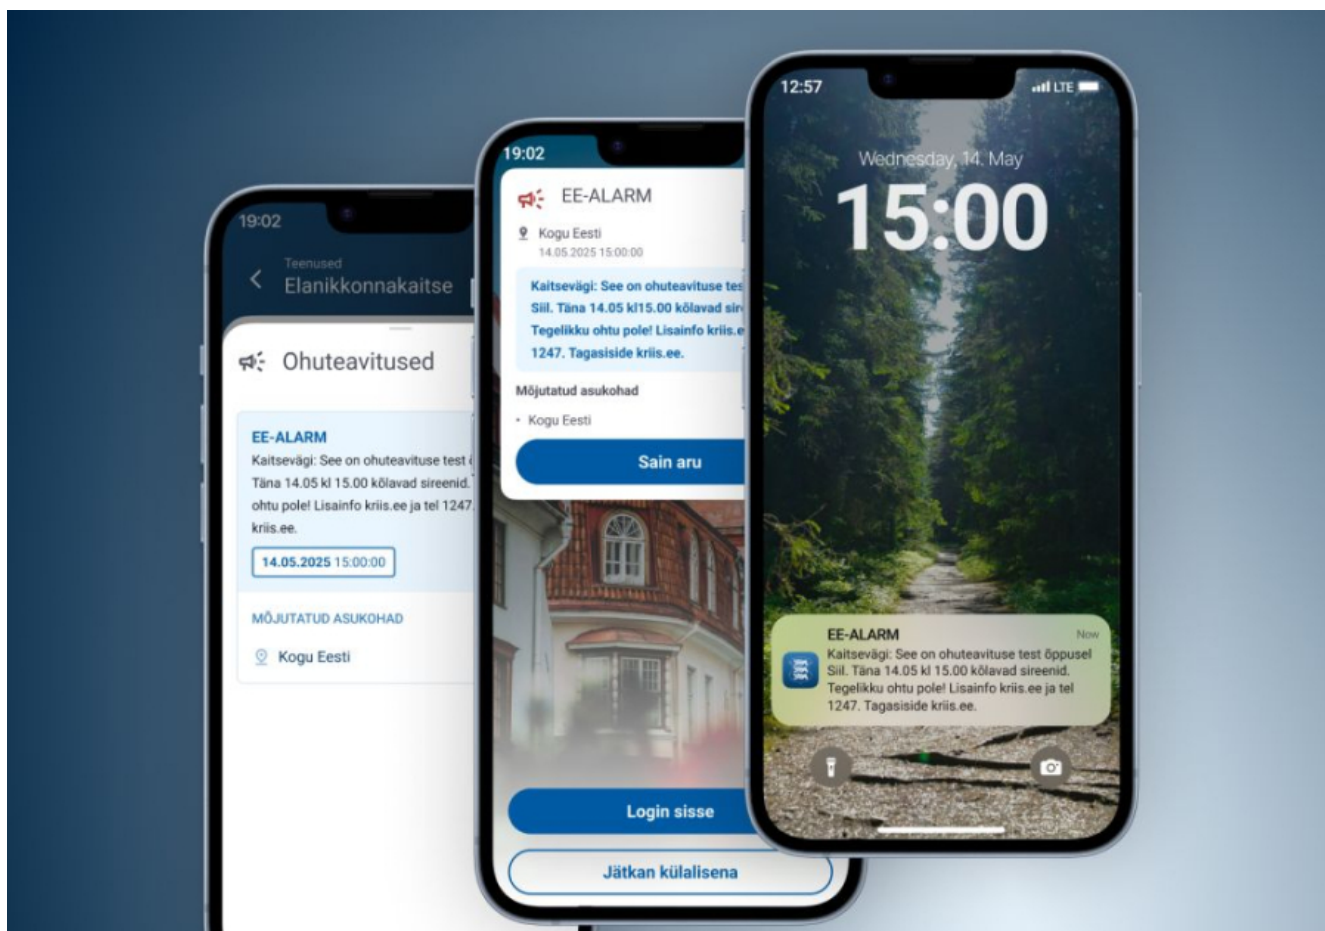 19:02
Teenused
Elanikkonnakaitse
Ohuteavitused
EE-ALARM
Kaitsevägi: See on ohuteavituse test
Täna 14.05 kl 15.00 kõlavad sireenid.
ohtu pole! Lisainfo kriis.ee ja tel 1247.
kriis.ee.
14.05.2025 15:00:00
MÕJUTATUD ASUKOHAD
Kogu Eesti
19:02
EE-ALARM
Kogu Eesti
14.05.2025 15:00:00
Kaitsevägi: See on ohuteavituse tes
Siil. Täna 14.05 kl15.00 kõlavad sir
Tegelikku ohtu pole! Lisainfo kriis.e
1247. Tagasiside kriis.ee.
Mõjutatud asukohad
• Kogu Eesti
Sain aru
Login sisse
Jätkan külalisena
12:57
LTE
Wednesday, 14. May
15:00
EE-ALARM Now
Kaitsevägi: See on ohuteavituse test õppusel
Siil. Täna 14.05 kl 15.00 kõlavad sireenid.
Tegelikku ohtu pole! Lisainfo kriis.ee ja tel
1247. Tagasiside kriis.ee.